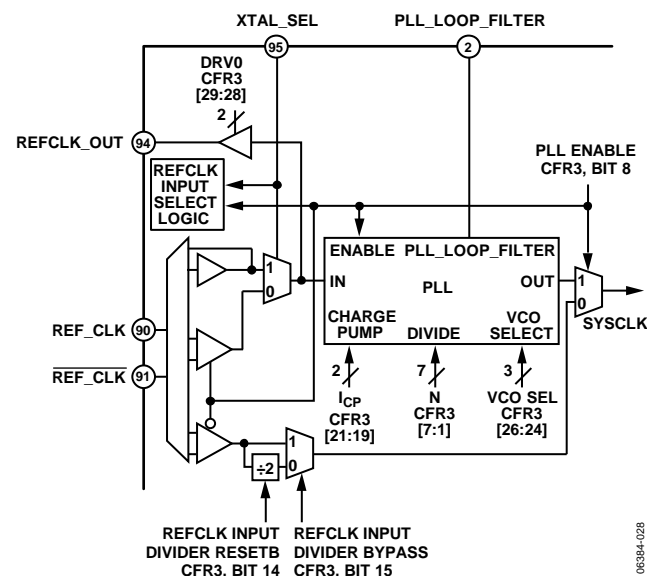 XTAL_SEL
PLL_LOOP_FILTER
95
2
DRV0
CFR3
[29:28]
2
REFCLK_OUT
94
PLL ENABLE
CFR3, BIT 8
REFCLK
INPUT
SELECT
LOGIC
ENABLE
PLL_LOOP_FILTER
1
0
IN
PLL
OUT
1
0
SYSCLK
CHARGE
PUMP
DIVIDE
VCO
SELECT
REF_CLK
90
REF_CLK
91
2
7
3
ICP
CFR3
[21:19]
N
CFR3
[7:1]
VCO SEL
CFR3
[26:24]
÷2
1
0
REFCLK INPUT
DIVIDER RESETB
CFR3, BIT 14
REFCLK INPUT
DIVIDER BYPASS
CFR3, BIT 15
06384-028